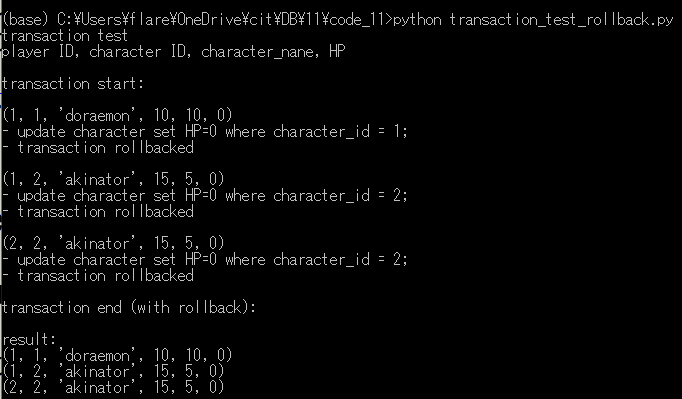 (base) C:¥Users¥flare¥OneDrive¥cit¥DB¥11¥code_11>python transaction_test_rollback.py
transaction test
player ID, character ID, character_nane, HP
transaction start:
(1, 1, 'doraemon', 10, 10, 0)
- update character set HP=0 where character_id = 1;
- transaction rollbacked
(1, 2, 'akinator', 15, 5, 0)
- update character set HP=0 where character_id = 2;
- transaction rollbacked
(2, 2, 'akinator', 15, 5, 0)
- update character set HP=0 where character_id = 2;
- transaction rollbacked
transaction end (with rollback):
result:
(1, 1, 'doraemon', 10, 10, 0)
(1, 2, 'akinator', 15, 5, 0)
(2, 2, 'akinator', 15, 5, 0)